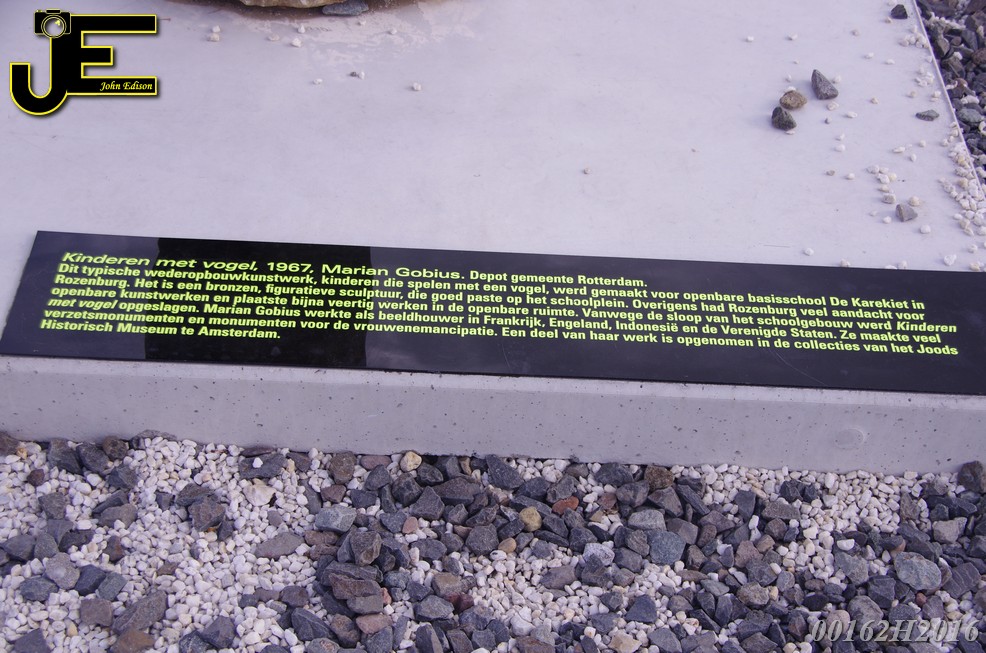 JE
John Edison
Kinderen met vogel, 1967, Marian Gobius. Depot gemeente Rotterdam.
Dit typische wederopbouwkunstwerk, kinderen die spelen met een vogel, werd gemaakt voor openbare basisschool De Karekiet in
Rozenburg. Het is een bronzen, figuratieve sculptuur, die goed paste op het schoolplein. Overigens had Rozenburg veel aandacht voor
openbare kunstwerken en plaatste bijna veertig werken in de openbare ruimte. Vanwege de sloop van het schoolgebouw werd Kinderen
met vogel opgeslagen. Marian Gobius werkte als beeldhouwer in Frankrijk, Engeland, Indonesië en de Verenigde Staten. Ze maakte veel
verzetsmonumenten en monumenten voor de vrouwenemancipatie. Een deel van haar werk is opgenomen in de collecties van het Joods
Historisch Museum te Amsterdam.
00162H2016